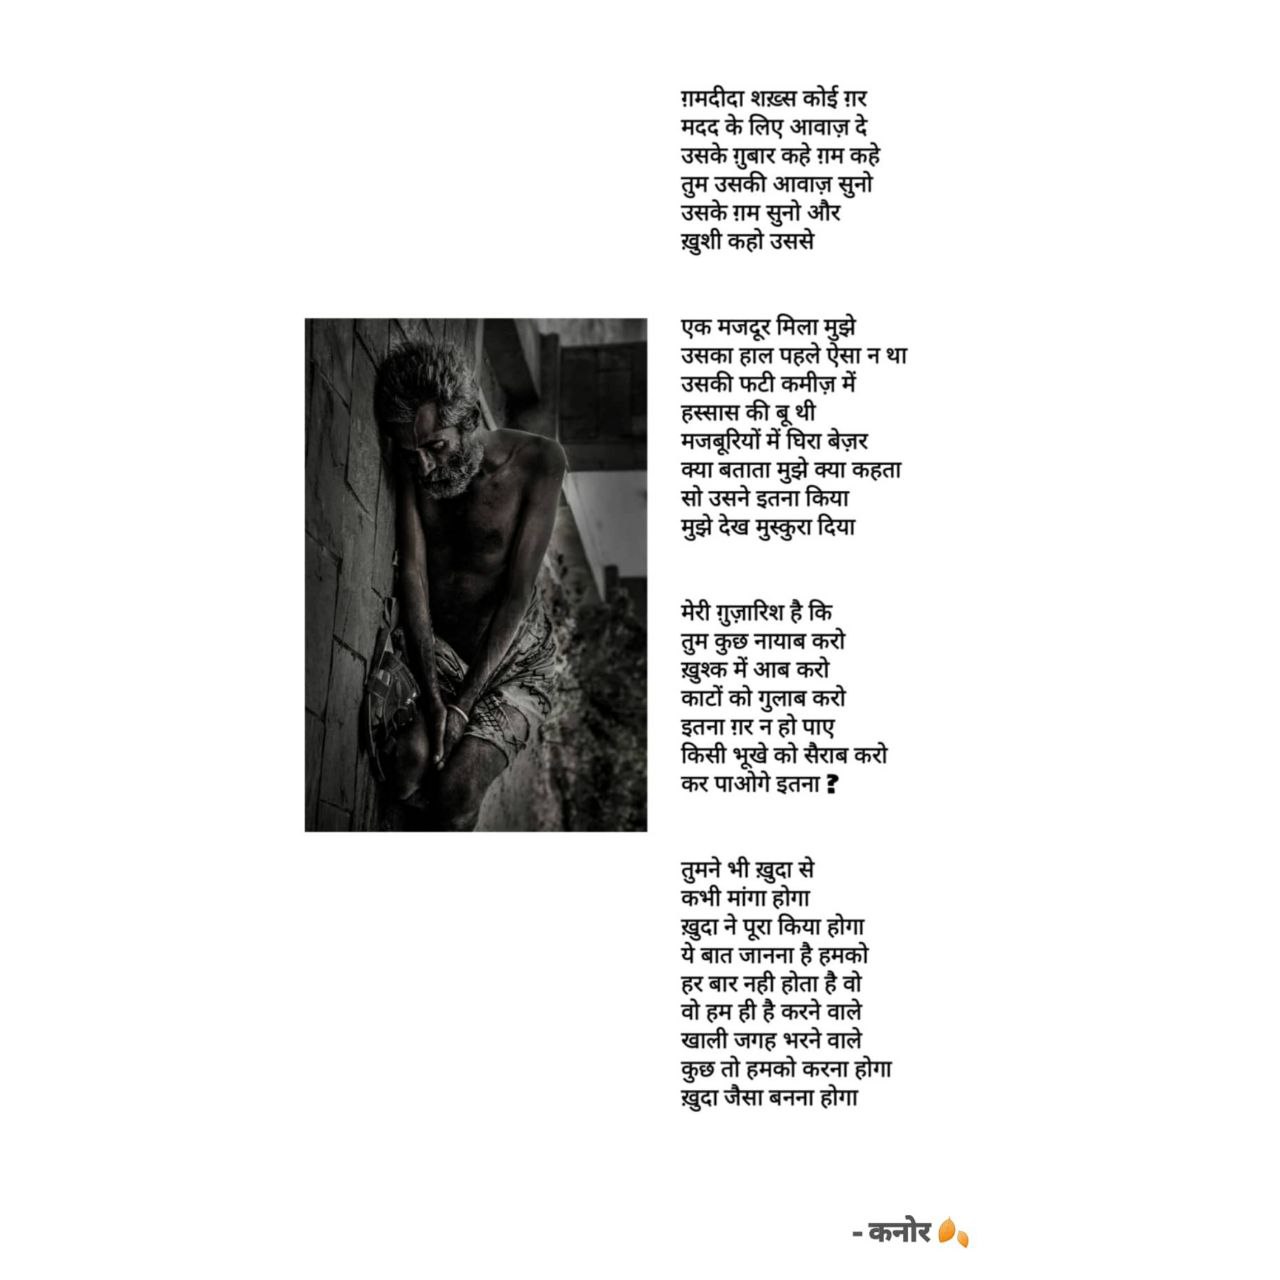 ग़मदीदा शख़्स कोई ग़र
मदद के लिए आवाज़ दे
उसके ग़ुबार कहे ग़म कहे
तुम उसकी आवाज़ सुनो
उसके ग़म सुनो और
ख़ुशी कहो उससे
एक मजदूर मिला मुझे
उसका हाल पहले ऐसा न था
उसकी फटी कमीज़ में
हस्सास की बू थी
मजबूरियों में घिरा बेज़र
क्या बताता मुझे क्या कहता
सो उसने इतना किया
मुझे देख मुस्कुरा दिया
मेरी ग़ुज़ारिश है कि
तुम कुछ नायाब करो
ख़ुश्क में आब करो
काटों को गुलाब करो
इतना ग़र न हो पाए
किसी भूखे को सैराब करो
कर पाओगे इतना ?
तुमने भी ख़ुदा से
कभी मांगा होगा
ख़ुदा ने पूरा किया होगा
ये बात जानना है हमको
हर बार नही होता है वो
वो हम ही है करने वाले
खाली जगह भरने वाले
कुछ तो हमको करना होगा
ख़ुदा जैसा बनना होगा
- कनोर